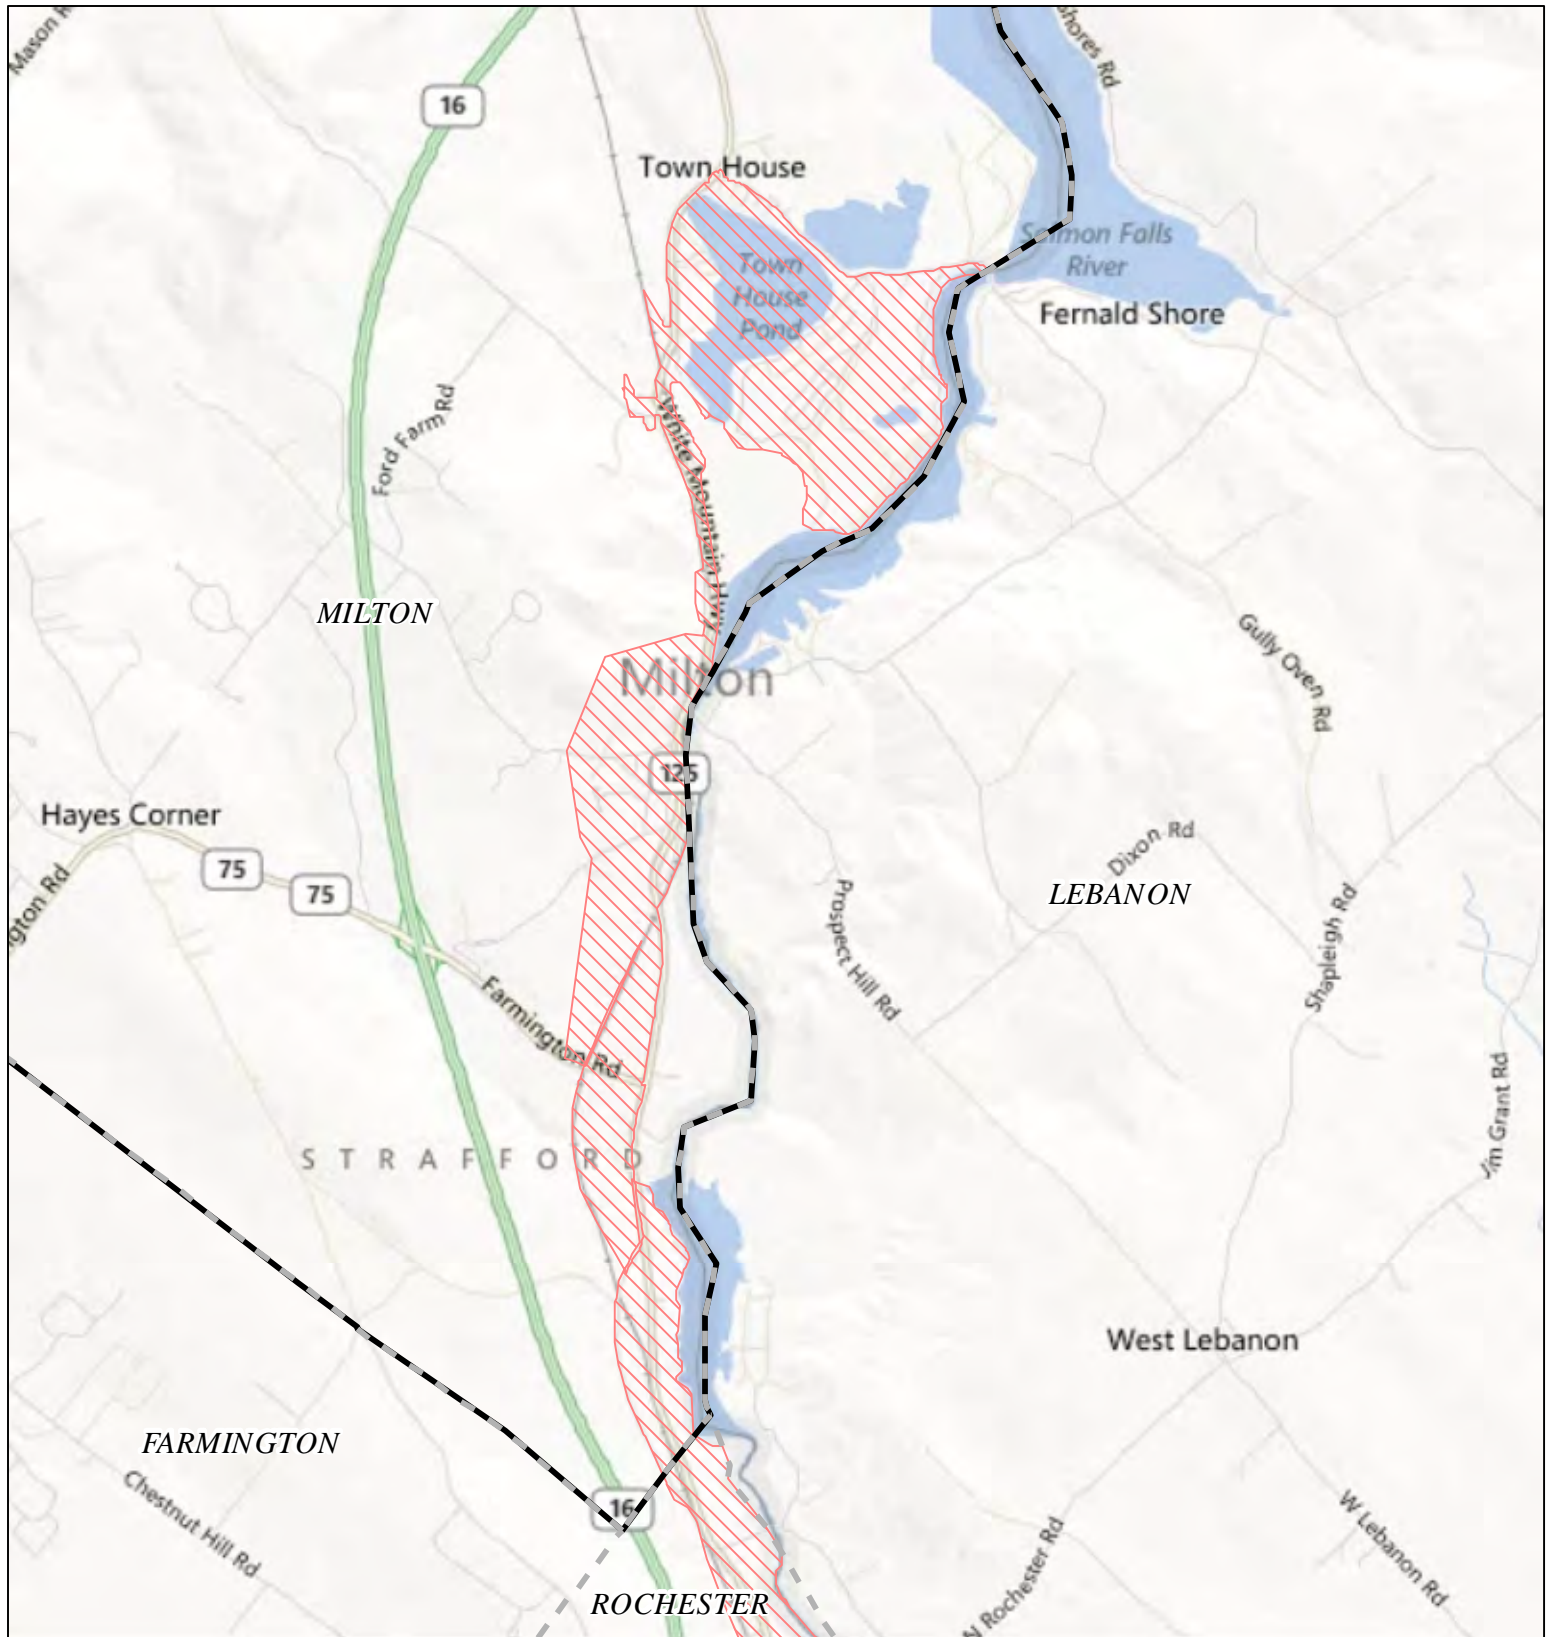 Mason R
Shores Rd
16
Town House
Salmon Falls
River
Town
House
Pond
Fernald Shore
Ford Farm Rd
White Mountain Hwy
MILTON
Gully Oven Rd
Milton
125
Hayes Corner
75
75
Dixon Rd
LEBANON
ington Rd
Prospect Hill Rd
Shapleigh Rd
Farmington Rd
Jim Grant Rd
STRAFFORD
West Lebanon
FARMINGTON
Chestnut Hill Rd
16
W Lebanon Rd
N Rochester Rd
ROCHESTER